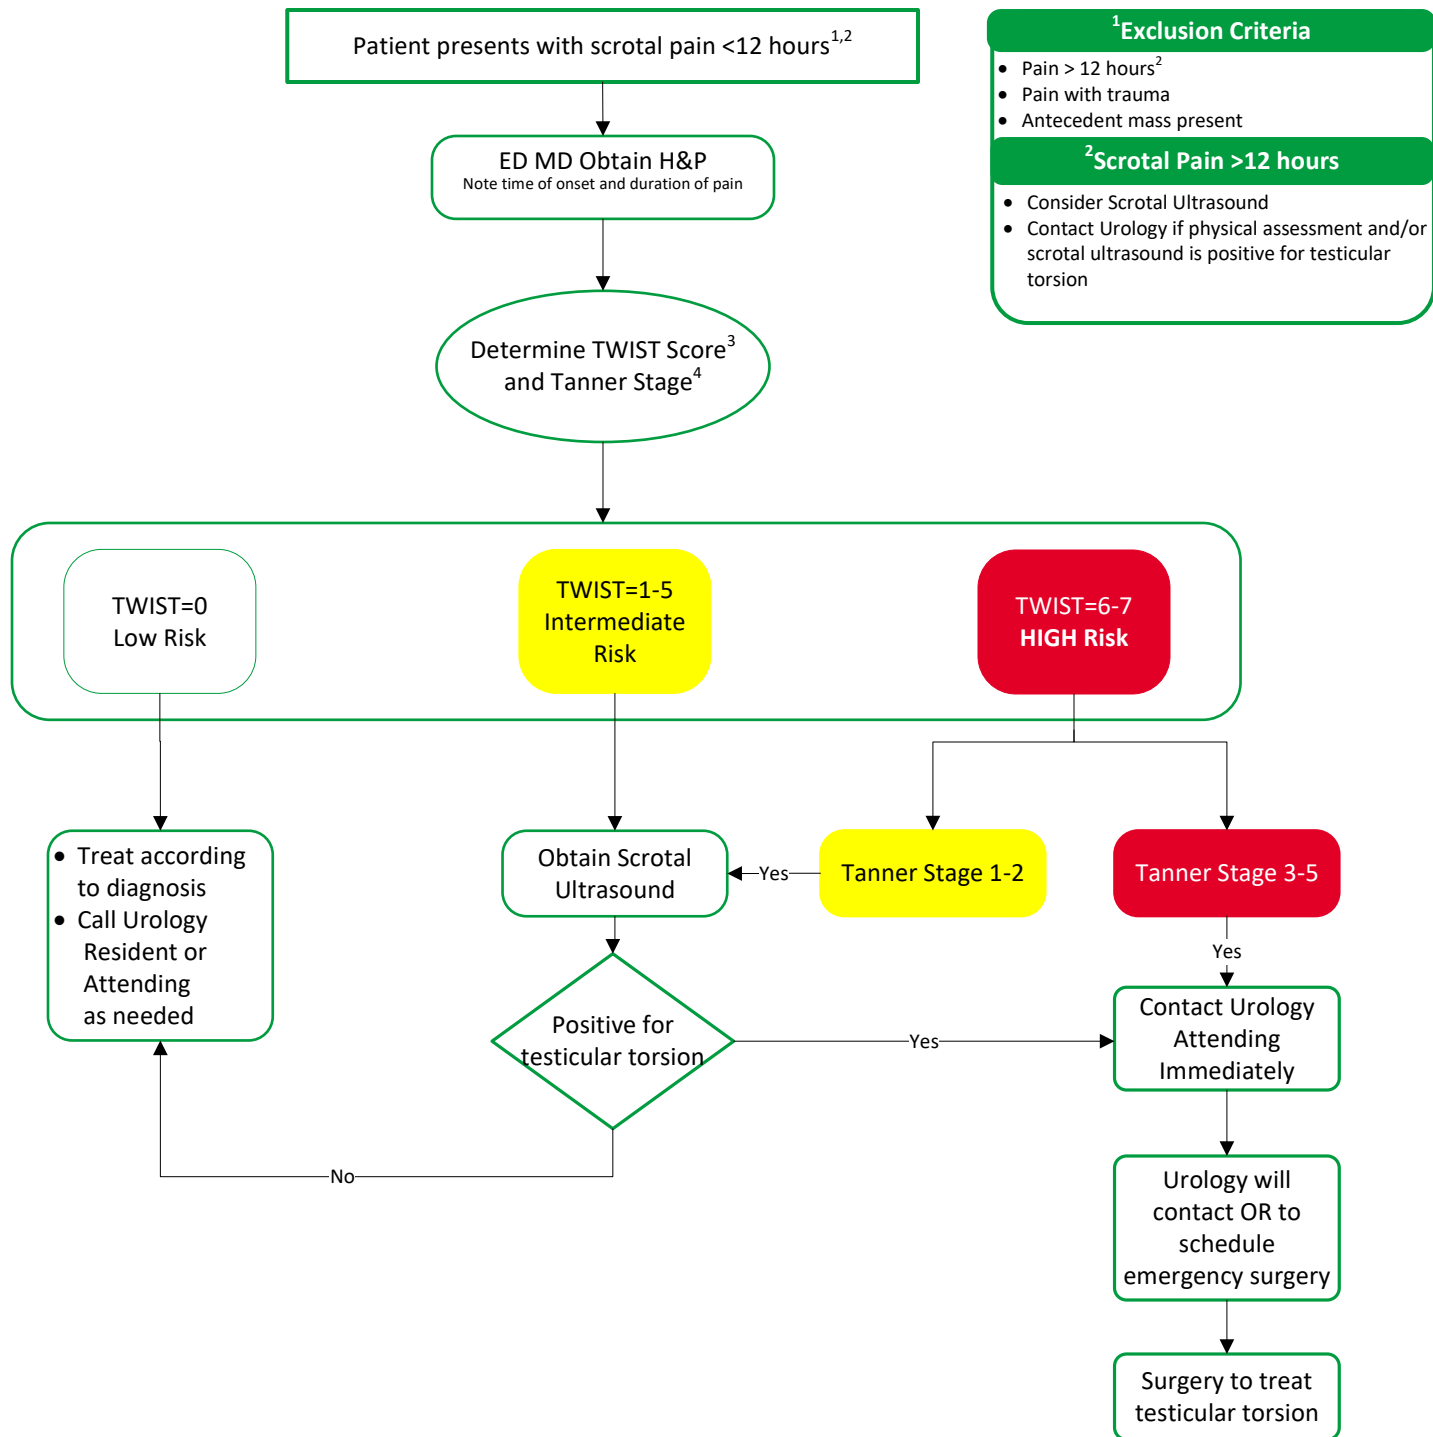 Patient presents with scrotal pain <12 hours1,2
1Exclusion Criteria
• Pain > 12 hours2
• Pain with trauma
• Antecedent mass present
2Scrotal Pain >12 hours
• Consider Scrotal Ultrasound
• Contact Urology if physical assessment and/or
scrotal ultrasound is positive for testicular
torsion
ED MD Obtain H&P
Note time of onset and duration of pain
Determine TWIST Score3
and Tanner Stage4
TWIST=0
Low Risk
TWIST=1-5
Intermediate
Risk
TWIST=6-7
HIGH Risk
• Treat according
to diagnosis
• Call Urology
Resident or
Attending
as needed
Obtain Scrotal
Ultrasound
Yes
Tanner Stage 1-2
Tanner Stage 3-5
Yes
Positive for
testicular torsion
Yes
Contact Urology
Attending
Immediately
No
Urology will
contact OR to
schedule
emergency surgery
Surgery to treat
testicular torsion